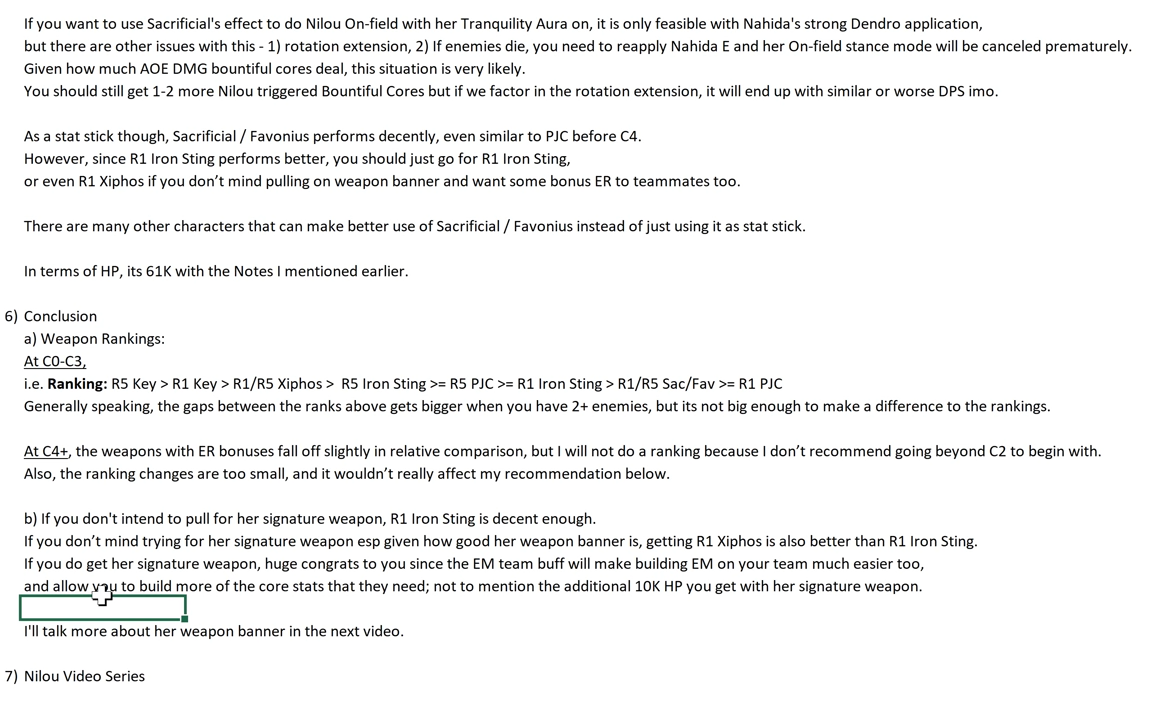 If you want to use Sacrificial's effect to do Nilou On-field with her Tranquility Aura on, it is only feasible with Nahida's strong Dendro application,
but there are other issues with this - 1) rotation extension, 2) If enemies die, you need to reapply Nahida E and her On-field stance mode will be canceled prematurely.
Given how much AOE DMG bountiful cores deal, this situation is very likely.
You should still get 1-2 more Nilou triggered Bountiful Cores but if we factor in the rotation extension, it will end up with similar or worse DPS imo.
As a stat stick though, Sacrificial / Favonius performs decently, even similar to PJC before C4.
However, since R1 Iron Sting performs better, you should just go for R1 Iron Sting,
or even R1 Xiphos if you don’t mind pulling on weapon banner and want some bonus ER to teammates too.
There are many other characters that can make better use of Sacrificial / Favonius instead of just using it as stat stick.
In terms of HP, its 61K with the Notes I mentioned earlier.
6) Conclusion
a) Weapon Rankings:
At C0-C3,
i.e. Ranking: R5 Key > R1 Key > R1/R5 Xiphos > R5 Iron Sting >= R5 PJC >= R1 Iron Sting > R1/R5 Sac/Fav >= R1 PJC
Generally speaking, the gaps between the ranks above gets bigger when you have 2+ enemies, but its not big enough to make a difference to the rankings.
At C4+, the weapons with ER bonuses fall off slightly in relative comparison, but I will not do a ranking because I don’t recommend going beyond C2 to begin with.
Also, the ranking changes are too small, and it wouldn’t really affect my recommendation below.
b) If you don't intend to pull for her signature weapon, R1 Iron Sting is decent enough.
If you don’t mind trying for her signature weapon esp given how good her weapon banner is, getting R1 Xiphos is also better than R1 Iron Sting.
If you do get her signature weapon, huge congrats to you since the EM team buff will make building EM on your team much easier too,
and allow you to build more of the core stats that they need; not to mention the additional 10K HP you get with her signature weapon.
I'll talk more about her weapon banner in the next video.
7) Nilou Video Series